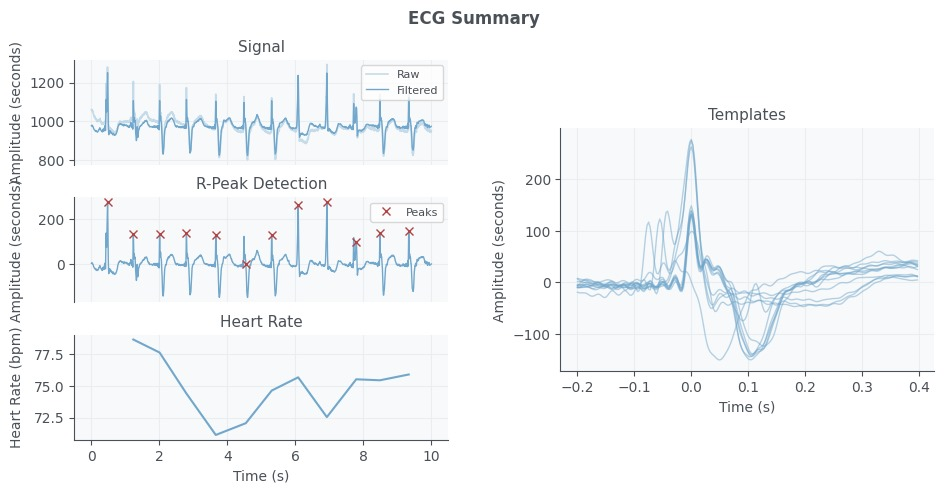 ECG Summary
Signal
Amplitude (seconds)
1200
1000
800
Raw
Filtered
R-Peak Detection
Amplitude (seconds)
200
0
Peaks
Heart Rate
Heart Rate (bpm)
77.5
75.0
72.5
0 2 4 6 8 10
Time (s)
Templates
Amplitude (seconds)
200
100
0
−100
−0.2 −0.1 0.0 0.1 0.2 0.3 0.4
Time (s)